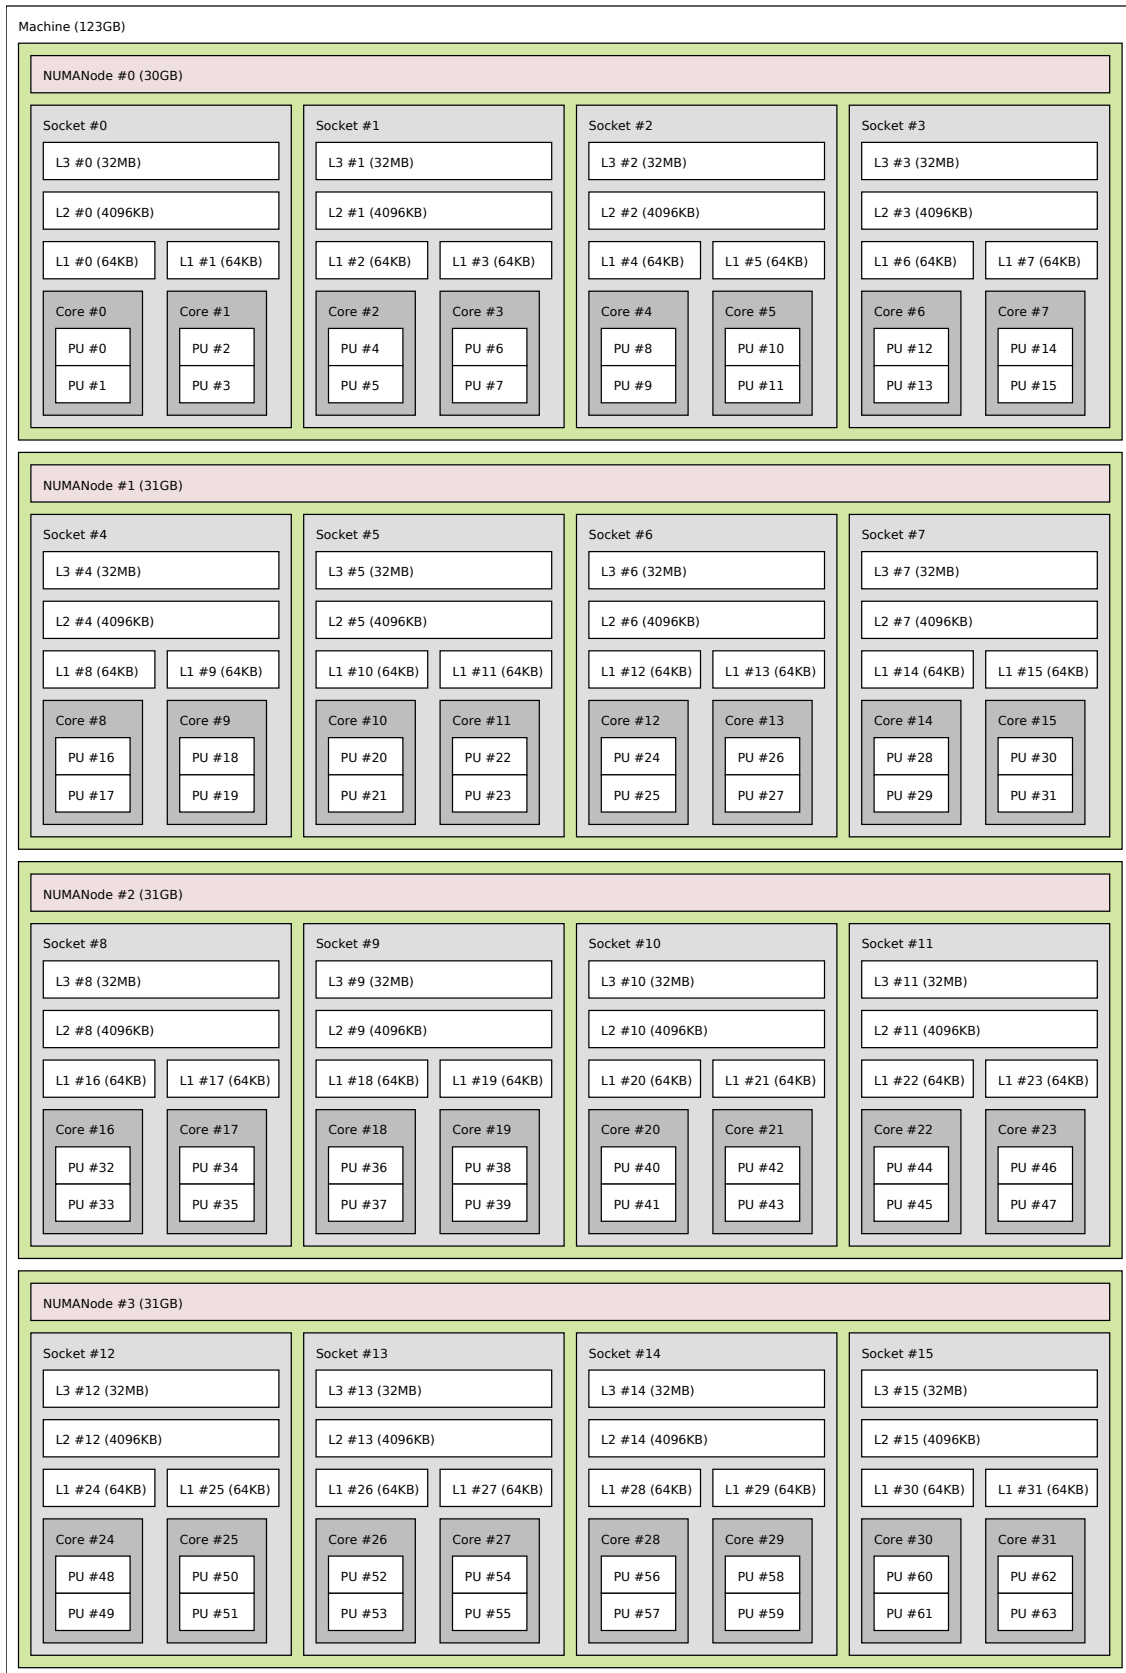 Machine (123GB)
NUMANode #0 (30GB)
Socket #0 Socket #1 Socket #2 Socket #3
L3 #0 (32MB) L3 #1 (32MB) L3 #2 (32MB) L3 #3 (32MB)
L2 #0 (4096KB) L2 #1 (4096KB) L2 #2 (4096KB) L2 #3 (4096KB)
L1 #0 (64KB) L1 #1 (64KB) L1 #2 (64KB) L1 #3 (64KB) L1 #4 (64KB) L1 #5 (64KB) L1 #6 (64KB) L1 #7 (64KB)
Core #0 Core #1 Core #2 Core #3 Core #4 Core #5 Core #6 Core #7
PU #0 PU #2 PU #4 PU #6 PU #8 PU #10 PU #12 PU #14
PU #1 PU #3 PU #5 PU #7 PU #9 PU #11 PU #13 PU #15
NUMANode #1 (31GB)
Socket #4 Socket #5 Socket #6 Socket #7
L3 #4 (32MB) L3 #5 (32MB) L3 #6 (32MB) L3 #7 (32MB)
L2 #4 (4096KB) L2 #5 (4096KB) L2 #6 (4096KB) L2 #7 (4096KB)
L1 #8 (64KB) L1 #9 (64KB) L1 #10 (64KB) L1 #11 (64KB) L1 #12 (64KB) L1 #13 (64KB) L1 #14 (64KB) L1 #15 (64KB)
Core #8 Core #9 Core #10 Core #11 Core #12 Core #13 Core #14 Core #15
PU #16 PU #18 PU #20 PU #22 PU #24 PU #26 PU #28 PU #30
PU #17 PU #19 PU #21 PU #23 PU #25 PU #27 PU #29 PU #31
NUMANode #2 (31GB)
Socket #8 Socket #9 Socket #10 Socket #11
L3 #8 (32MB) L3 #9 (32MB) L3 #10 (32MB) L3 #11 (32MB)
L2 #8 (4096KB) L2 #9 (4096KB) L2 #10 (4096KB) L2 #11 (4096KB)
L1 #16 (64KB) L1 #17 (64KB) L1 #18 (64KB) L1 #19 (64KB) L1 #20 (64KB) L1 #21 (64KB) L1 #22 (64KB) L1 #23 (64KB)
Core #16 Core #17 Core #18 Core #19 Core #20 Core #21 Core #22 Core #23
PU #32 PU #34 PU #36 PU #38 PU #40 PU #42 PU #44 PU #46
PU #33 PU #35 PU #37 PU #39 PU #41 PU #43 PU #45 PU #47
NUMANode #3 (31GB)
Socket #12 Socket #13 Socket #14 Socket #15
L3 #12 (32MB) L3 #13 (32MB) L3 #14 (32MB) L3 #15 (32MB)
L2 #12 (4096KB) L2 #13 (4096KB) L2 #14 (4096KB) L2 #15 (4096KB)
L1 #24 (64KB) L1 #25 (64KB) L1 #26 (64KB) L1 #27 (64KB) L1 #28 (64KB) L1 #29 (64KB) L1 #30 (64KB) L1 #31 (64KB)
Core #24 Core #25 Core #26 Core #27 Core #28 Core #29 Core #30 Core #31
PU #48 PU #50 PU #52 PU #54 PU #56 PU #58 PU #60 PU #62
PU #49 PU #51 PU #53 PU #55 PU #57 PU #59 PU #61 PU #63